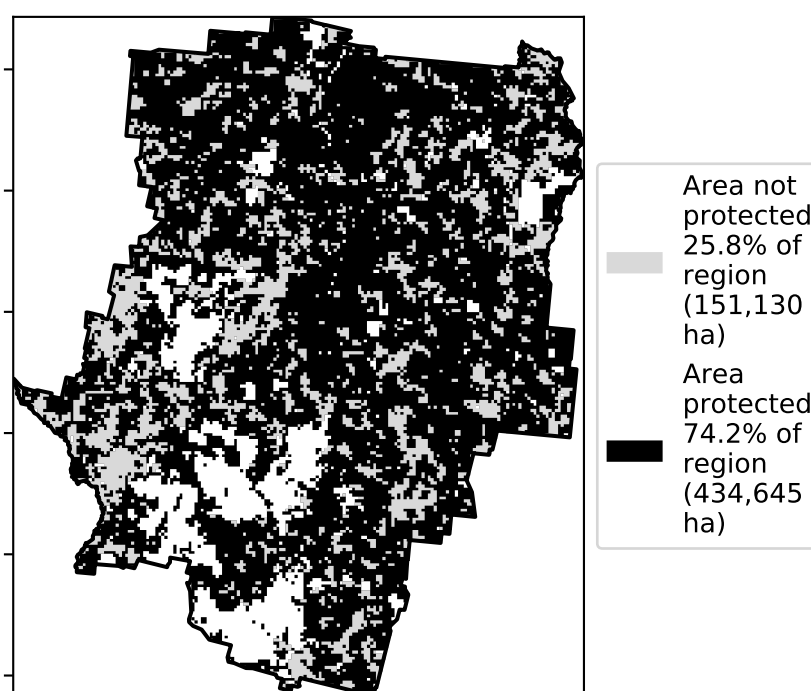 Area not
protected
25.8% of
region
(151,130
ha)
Area
protected
74.2% of
region
(434,645
ha)